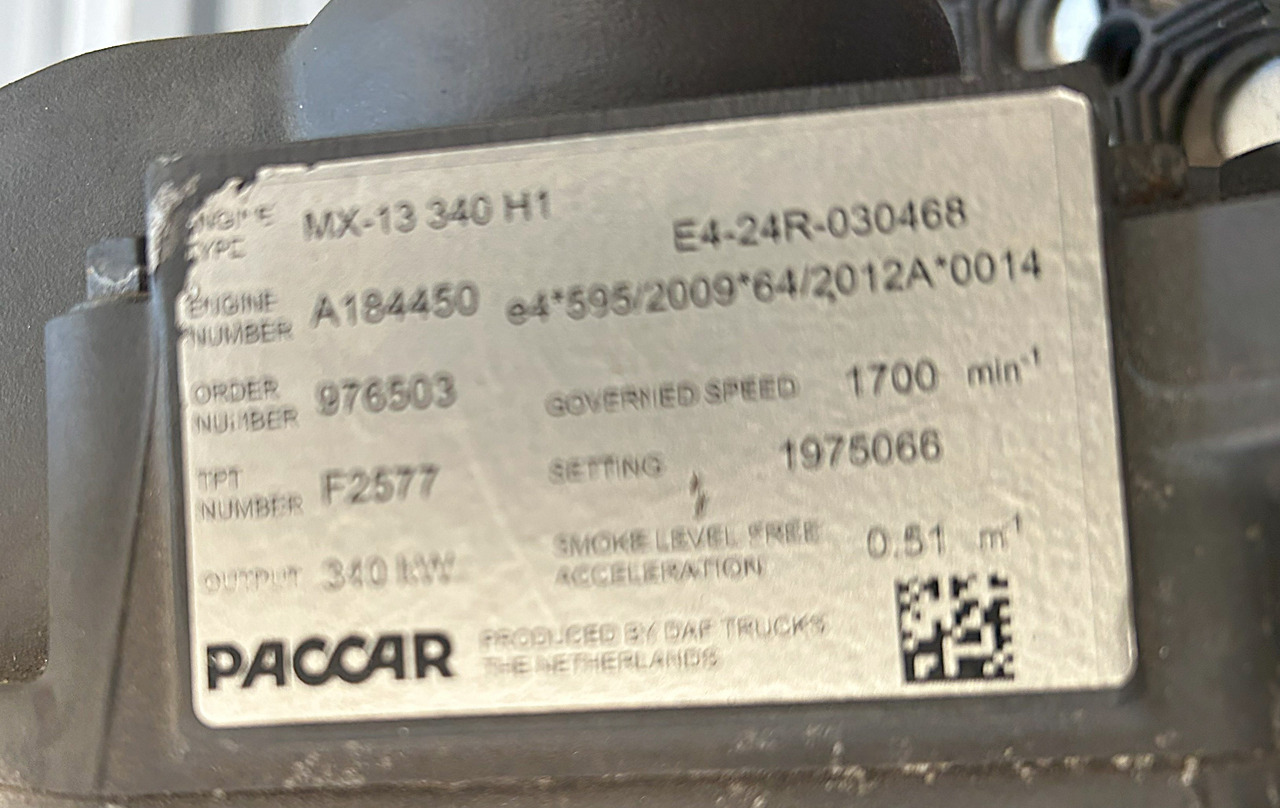 ENGINE TYPE MX-13 340 H1 E4-24R-030468
ENGINE NUMBER A184450 e4*595/2009*64/2012A*0014
ORDER NUMBER 976503 GOVERNED SPEED 1700 min-1
TPT NUMBER F2577 SETTING 1975066
OUTPUT 340 kW SMOKE LEVEL FREE ACCELERATION 0.51 m-1
PACCAR PRODUCED BY DAF TRUCKS
THE NETHERLANDS